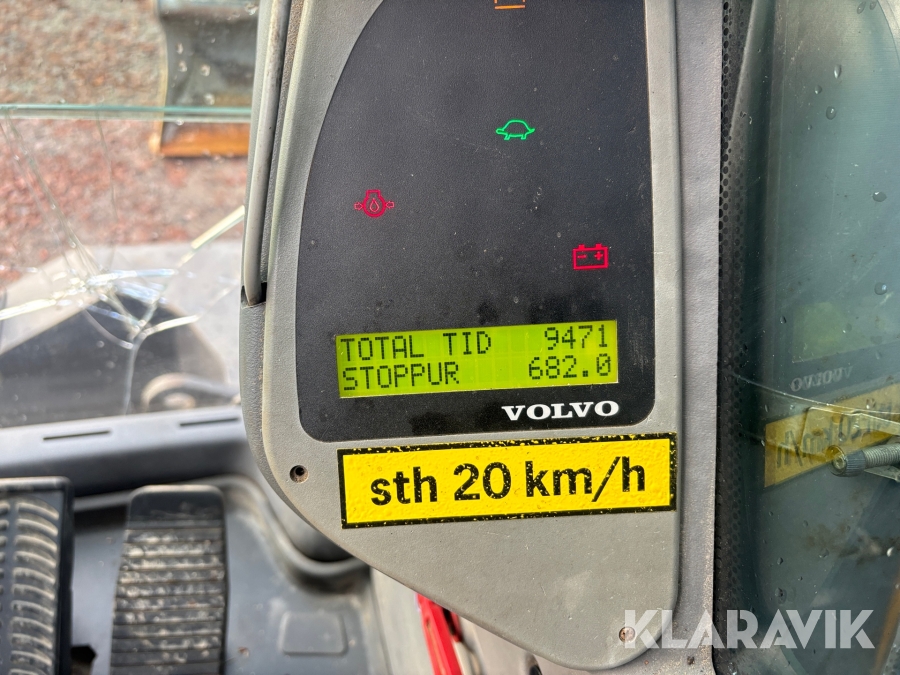 TOTAL TID 9471
STOPPUR 682.0
VOLVO
sth 20 km/h
KLARAVIK